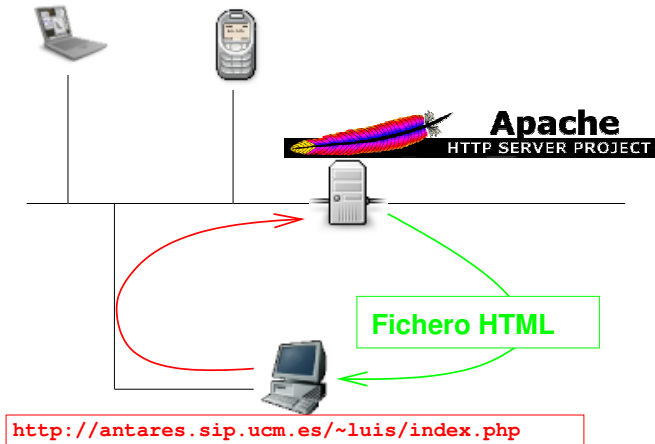 Apache
HTTP SERVER PROJECT
Fichero HTML
http://antares.sip.ucm.es/~luis/index.php